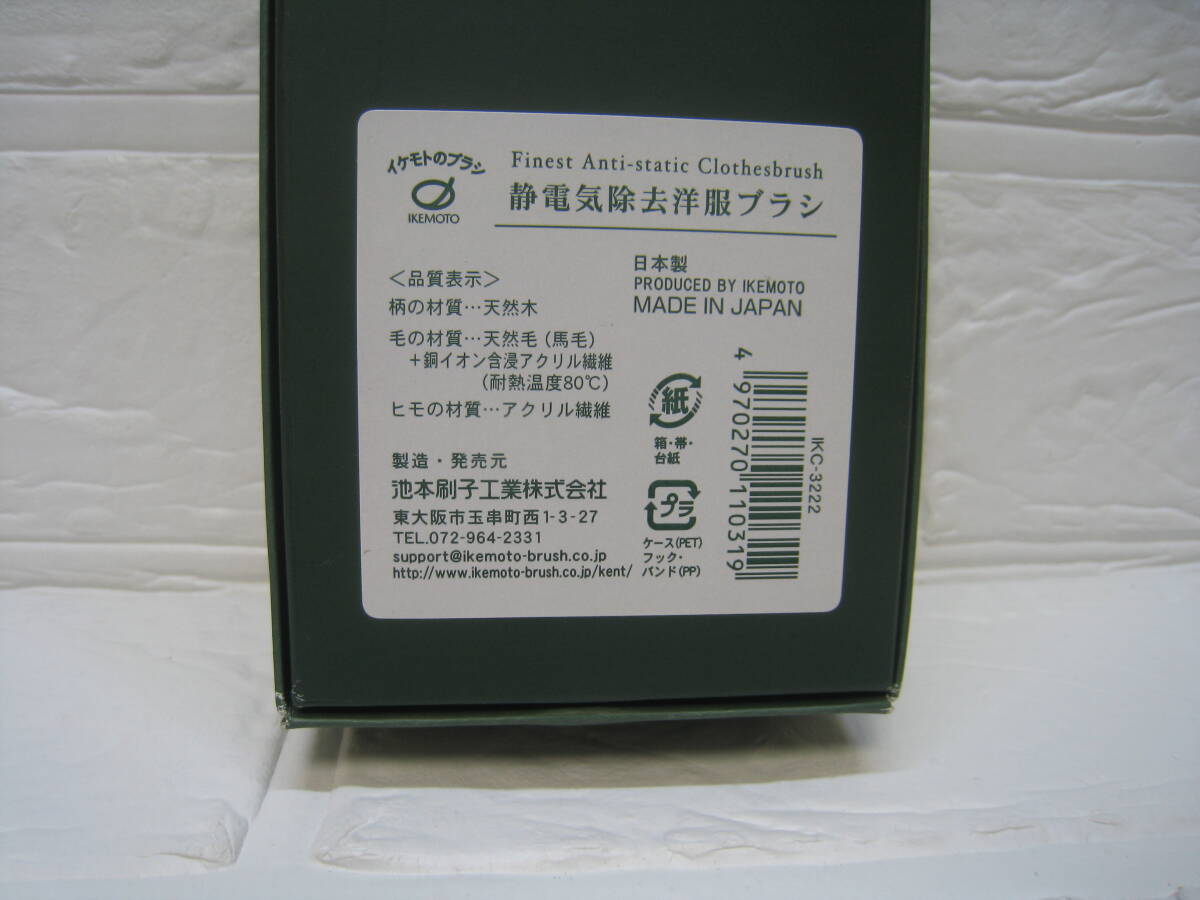 イケモトのブラシ
IKEMOTO
Finest Anti-static Clothesbrush
静電気除去洋服ブラシ
＜品質表示＞
柄の材質…天然木
毛の材質…天然毛(馬毛)
＋銅イオン含浸アクリル繊維
(耐熱温度80℃)
ヒモの材質…アクリル繊維
製造・発売元
池本刷子工業株式会社
東大阪市玉串町西1-3-27
TEL.072-964-2331
support@ikemoto-brush.co.jp
http://www.ikemoto-brush.co.jp/kent/
日本製
PRODUCED BY IKEMOTO
MADE IN JAPAN
紙
箱・帯・
台紙
プラ
ケース(PET)
フック・
バンド(PP)
4 970270 110319
IKC-3222